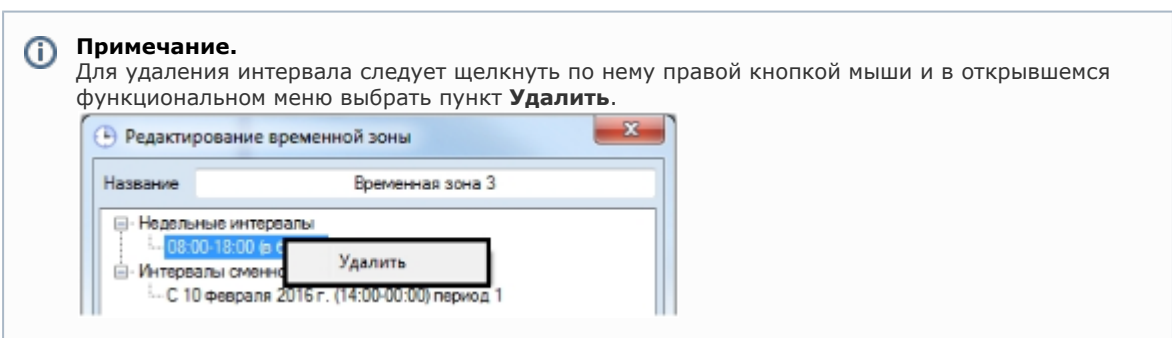 Примечание.
Для удаления интервала следует щелкнуть по нему правой кнопкой мыши и в открывшемся
функциональном меню выбрать пункт Удалить.
Редактирование временной зоны
Название Временная зона 3
Недельные интервалы
08:00-18:00 (в
Удалить
Интервалы
С 10 февраля 2016 г. (14:00-00:00) период 1